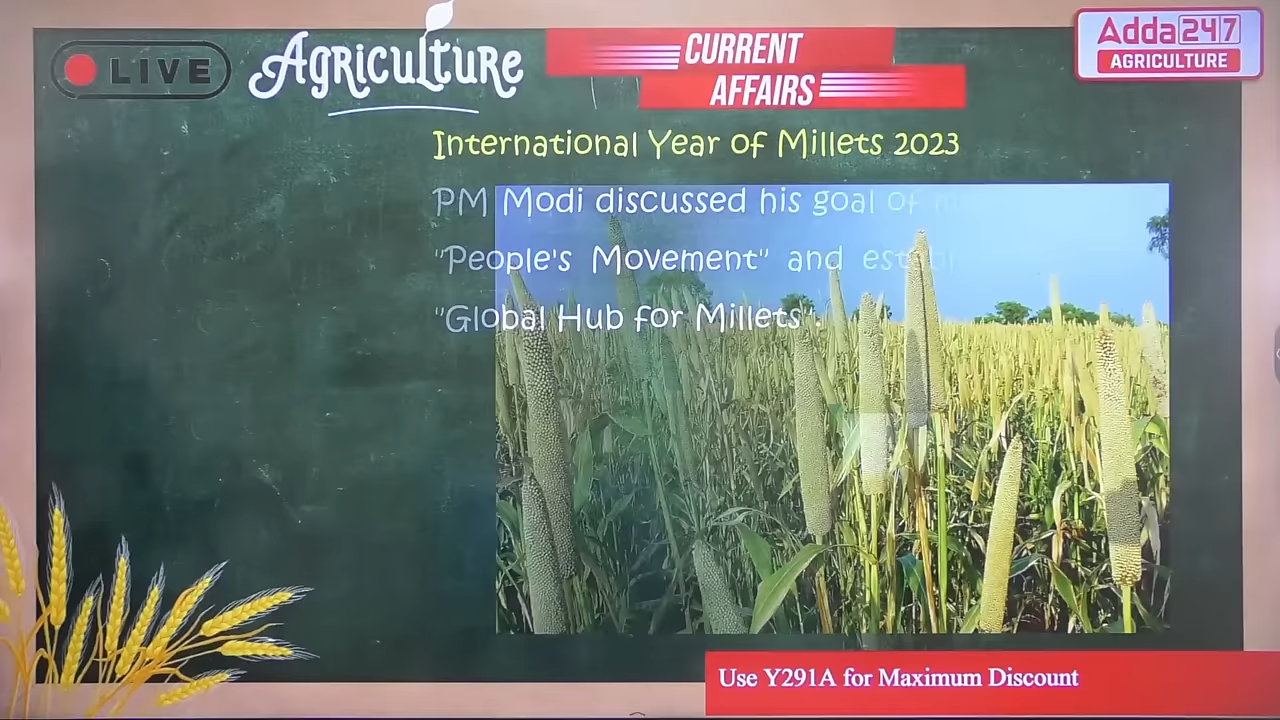 LIVE
Agriculture
CURRENT
AFFAIRS
Adda247
AGRICULTURE
International Year of Millets 2023
PM Modi discussed his goal of
"People's Movement" and
"Global Hub for Millets".
Use Y291A for Maximum Discount